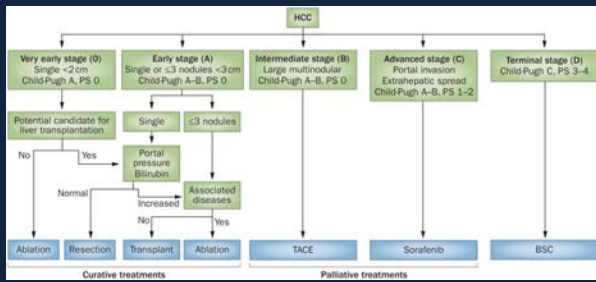 HCC
Very early stage (0)
Single <2 cm
Child-Pugh A, PS 0
Early stage (A)
Single or ≤3 nodules <3 cm
Child-Pugh A–B, PS 0
Intermediate stage (B)
Large multinodular
Child-Pugh A–B, PS 0
Advanced stage (C)
Portal invasion
Extrahepatic spread
Child-Pugh A–B, PS 1–2
Terminal stage (D)
Child-Pugh C, PS 3–4
Potential candidate for
liver transplantation
Single
≤3 nodules
No
Yes
Portal
pressure
Bilirubin
Normal
Increased
Associated
diseases
No
Yes
Ablation
Resection
Transplant
Ablation
TACE
Sorafenib
BSC
Curative treatments
Palliative treatments